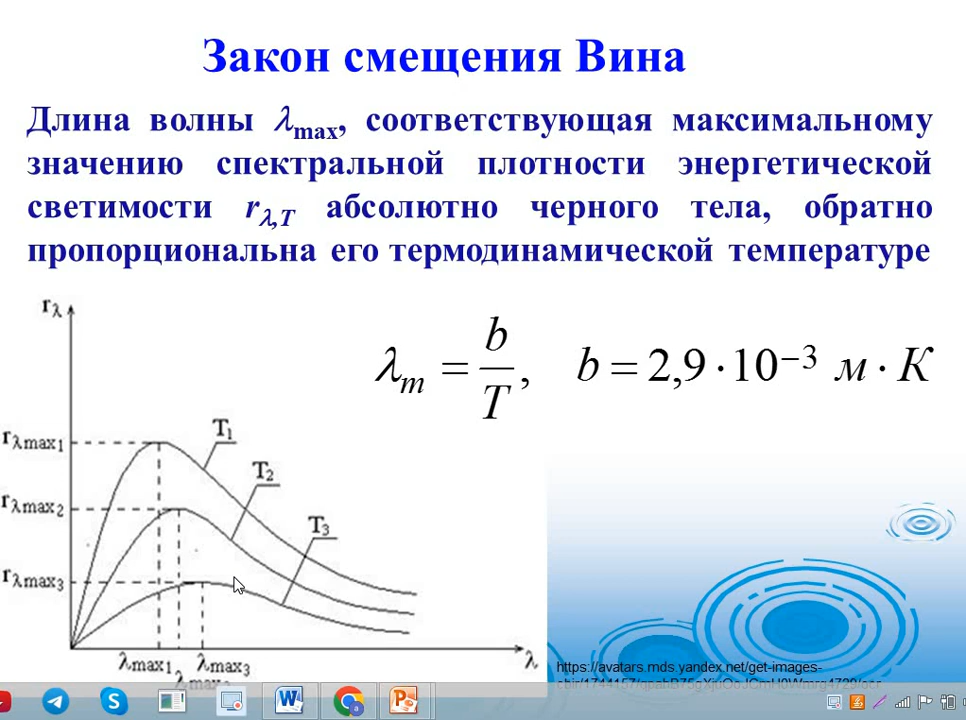 Закон смещения Вина
Длина волны λmax, соответствующая максимальному
значению спектральной плотности энергетической
светимости rλ,T абсолютно черного тела, обратно
пропорциональна его термодинамической температуре
λm = b/T, b = 2,9·10⁻³ м·К
rλ
rλmax1
rλmax2
rλmax3
T1
T2
T3
λmax1
λmax3
λ
https://avatars.mds.yandex.net/get-images-